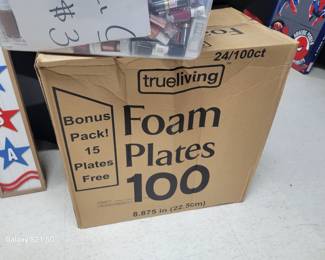 $3
24/100ct
trueliving
Bonus
Pack!
15
Plates
Free
Foam
Plates
100
8.875 in (22.5cm)
A
Galaxy S21 5G